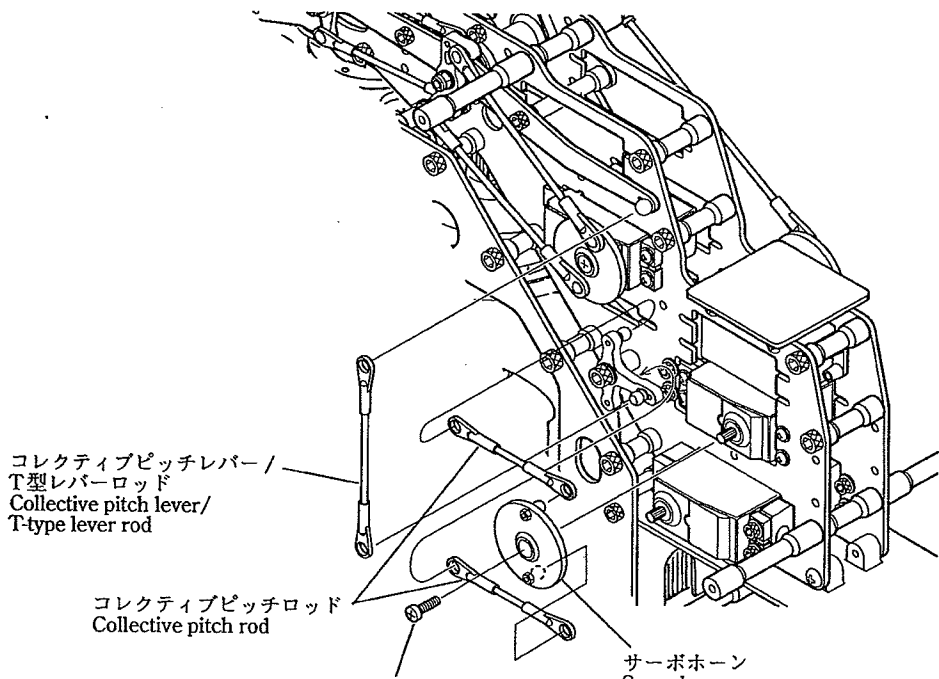 コレクティブピッチレバー /
T型レバーロッド
Collective pitch lever/
T-type lever rod
コレクティブピッチロッド
Collective pitch rod
サーボホーン